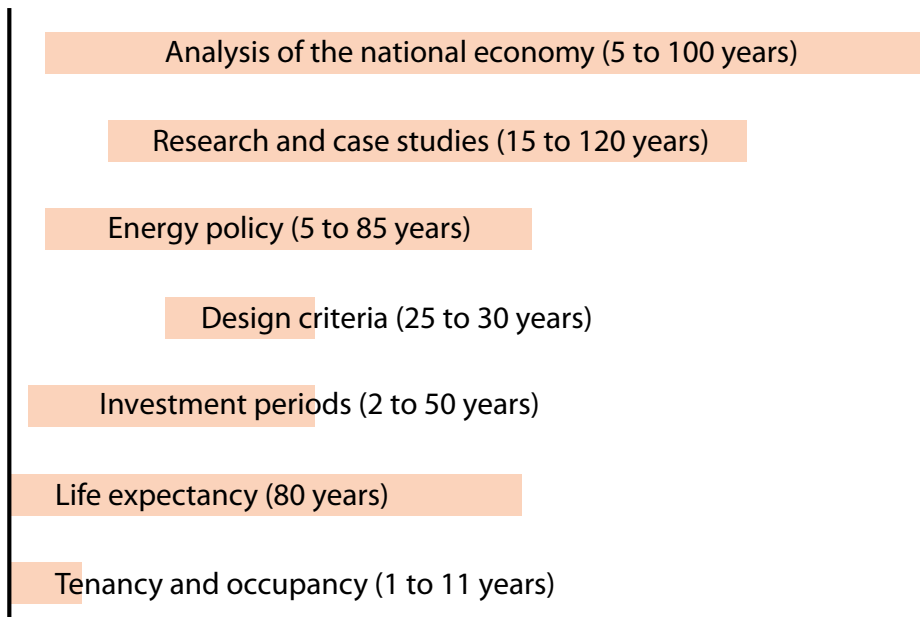 Analysis of the national economy (5 to 100 years)
Research and case studies (15 to 120 years)
Energy policy (5 to 85 years)
Design criteria (25 to 30 years)
Investment periods (2 to 50 years)
Life expectancy (80 years)
Tenancy and occupancy (1 to 11 years)